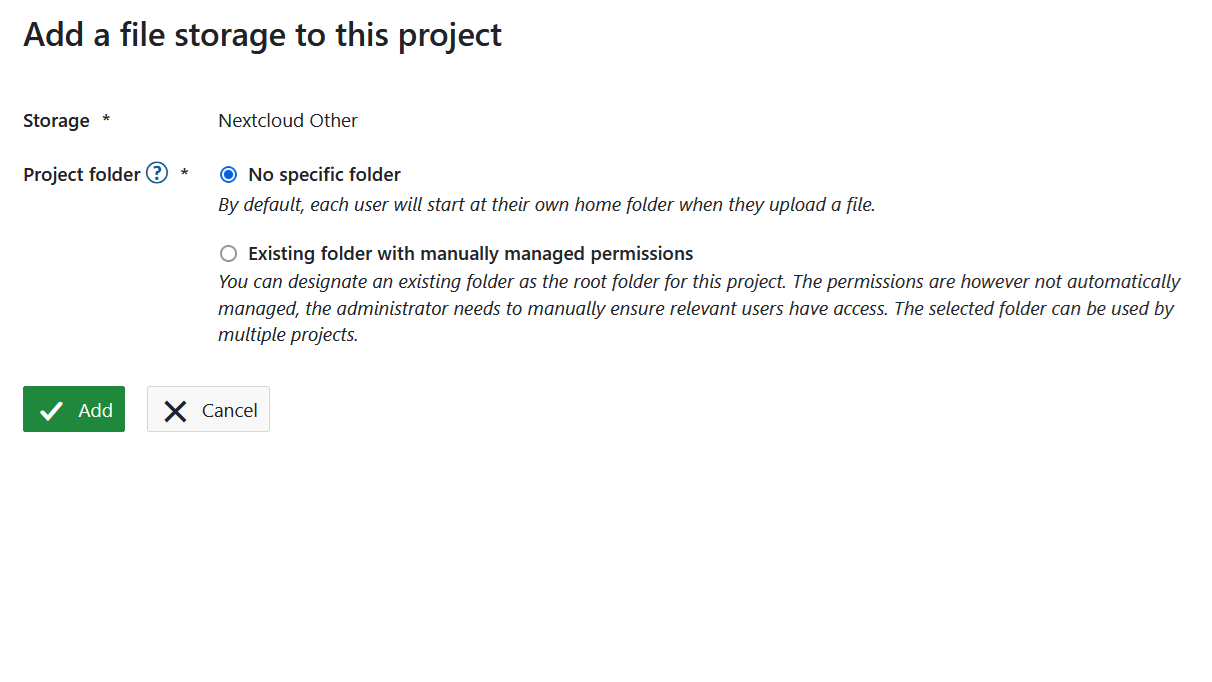 Add a file storage to this project
Storage * Nextcloud Other
Project folder ? * No specific folder
By default, each user will start at their own home folder when they upload a file.
Existing folder with manually managed permissions
You can designate an existing folder as the root folder for this project. The permissions are however not automatically
managed, the administrator needs to manually ensure relevant users have access. The selected folder can be used by
multiple projects.
Add Cancel